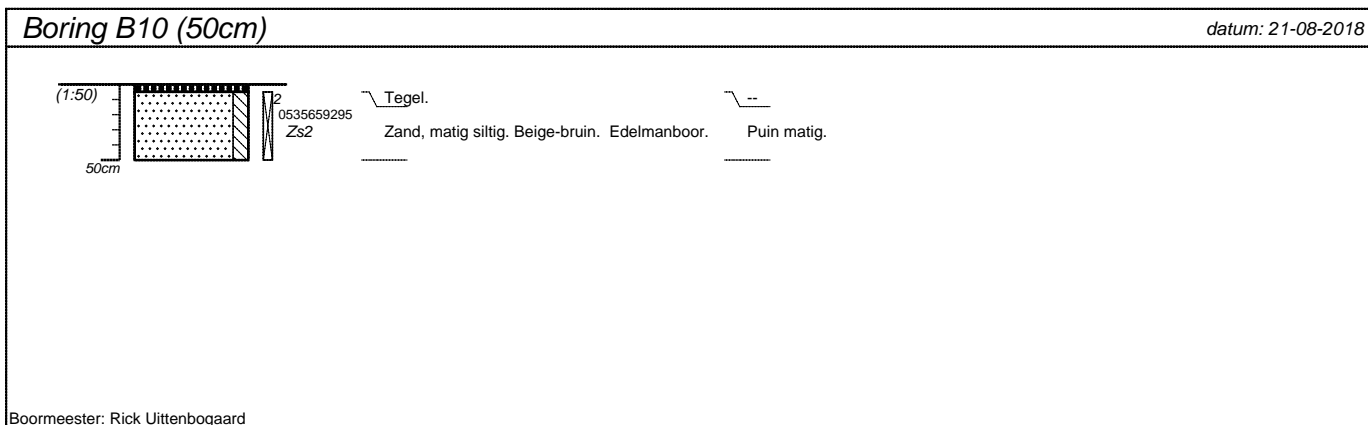 Boring B10 (50cm)
datum: 21-08-2018
(1:50)
2
Tegel.
--
0535659295
Zs2
Zand, matig siltig. Beige-bruin. Edelmanboor.
Puin matig.
50cm
Boormeester: Rick Uittenbogaard